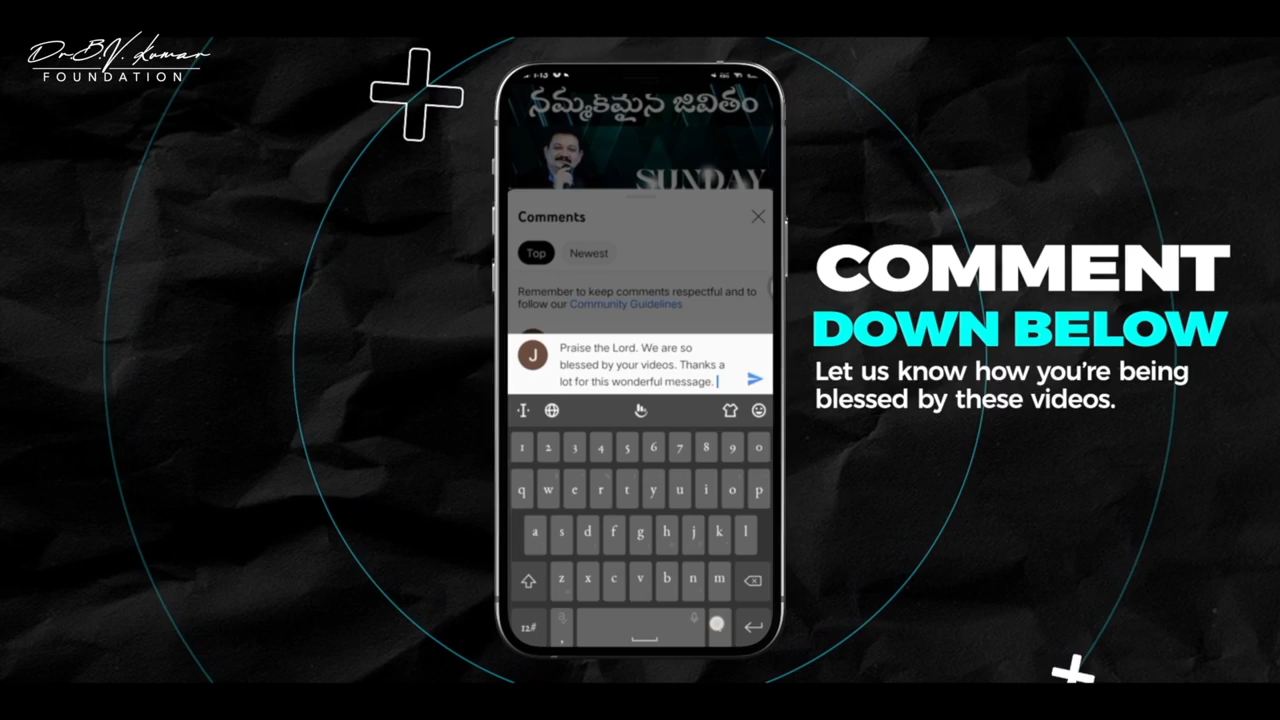 Dr. B.V. Kumar
FOUNDATION
1:13
నమ్మకమైన జీవితం
SUNDAY
Comments
Top
Newest
Remember to keep comments respectful and to
follow our Community Guidelines
J
Praise the Lord. We are so
blessed by your videos. Thanks a
lot for this wonderful message.
1 2 3 4 5 6 7 8 9 0
q w e r t y u i o p
a s d f g h j k l
z x c v b n m
12# , 
COMMENT
DOWN BELOW
Let us know how you're being
blessed by these videos.